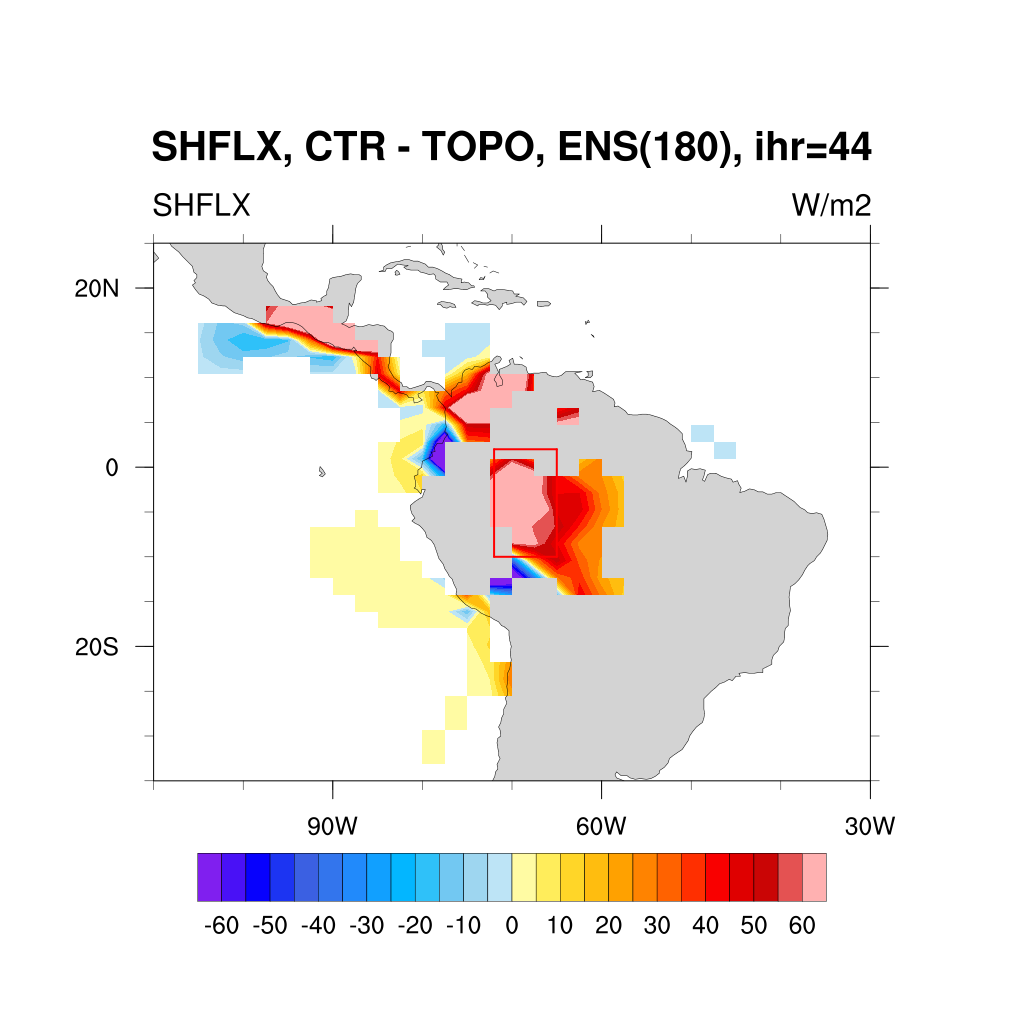 SHFLX, CTR - TOPO, ENS(180), ihr=44
SHFLX W/m2
20N
0
20S
90W 60W 30W
-60 -50 -40 -30 -20 -10 0 10 20 30 40 50 60